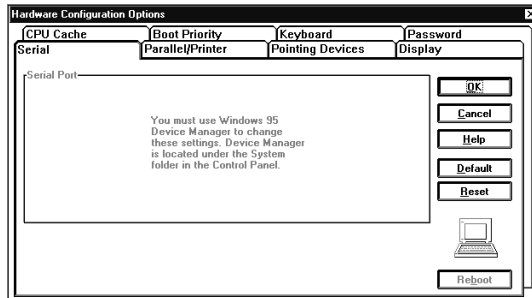 Hardware Configuration Options
CPU Cache
Boot Priority
Keyboard
Password
Serial
Parallel/Printer
Pointing Devices
Display
Serial Port
You must use Windows 95
Device Manager to change
these settings. Device Manager
is located under the System
folder in the Control Panel.
OK
Cancel
Help
Default
Reset
Reboot